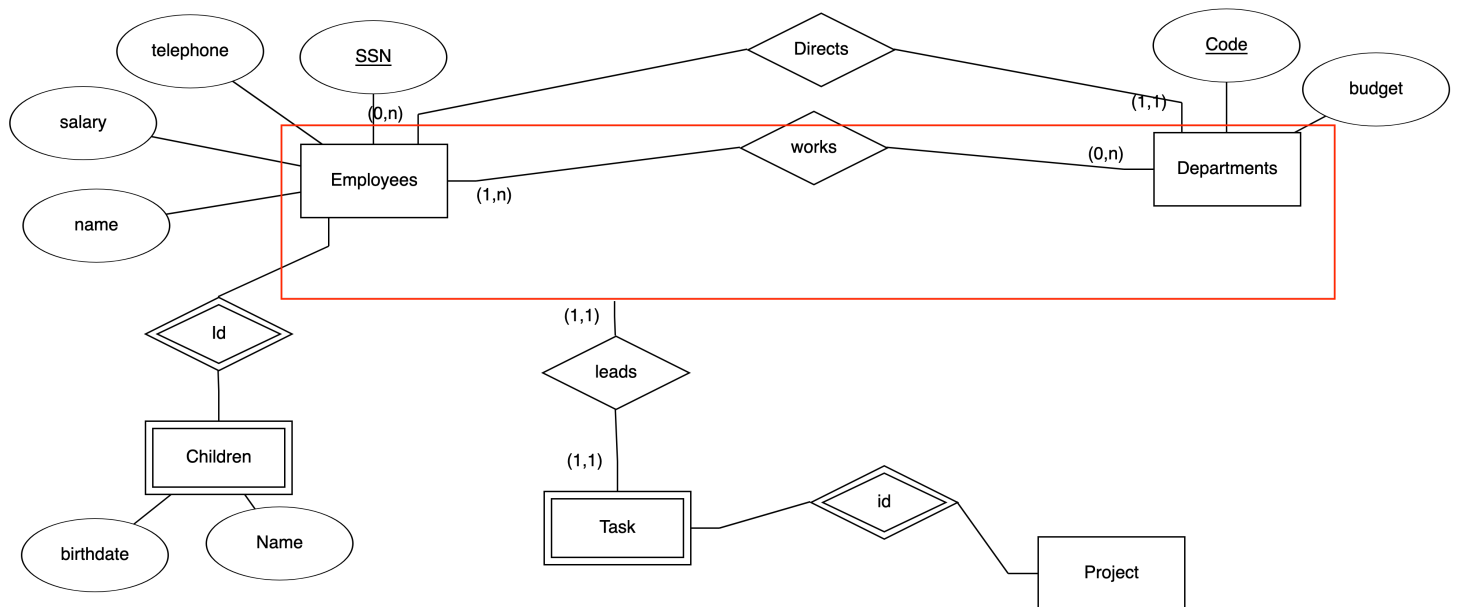 telephone
SSN
Directs
Code
salary
(0,n)
(1,1)
budget
works
(0,n)
Departments
Employees
(1,n)
name
(1,1)
Id
leads
Children
(1,1)
id
Task
birthdate
Name
Project